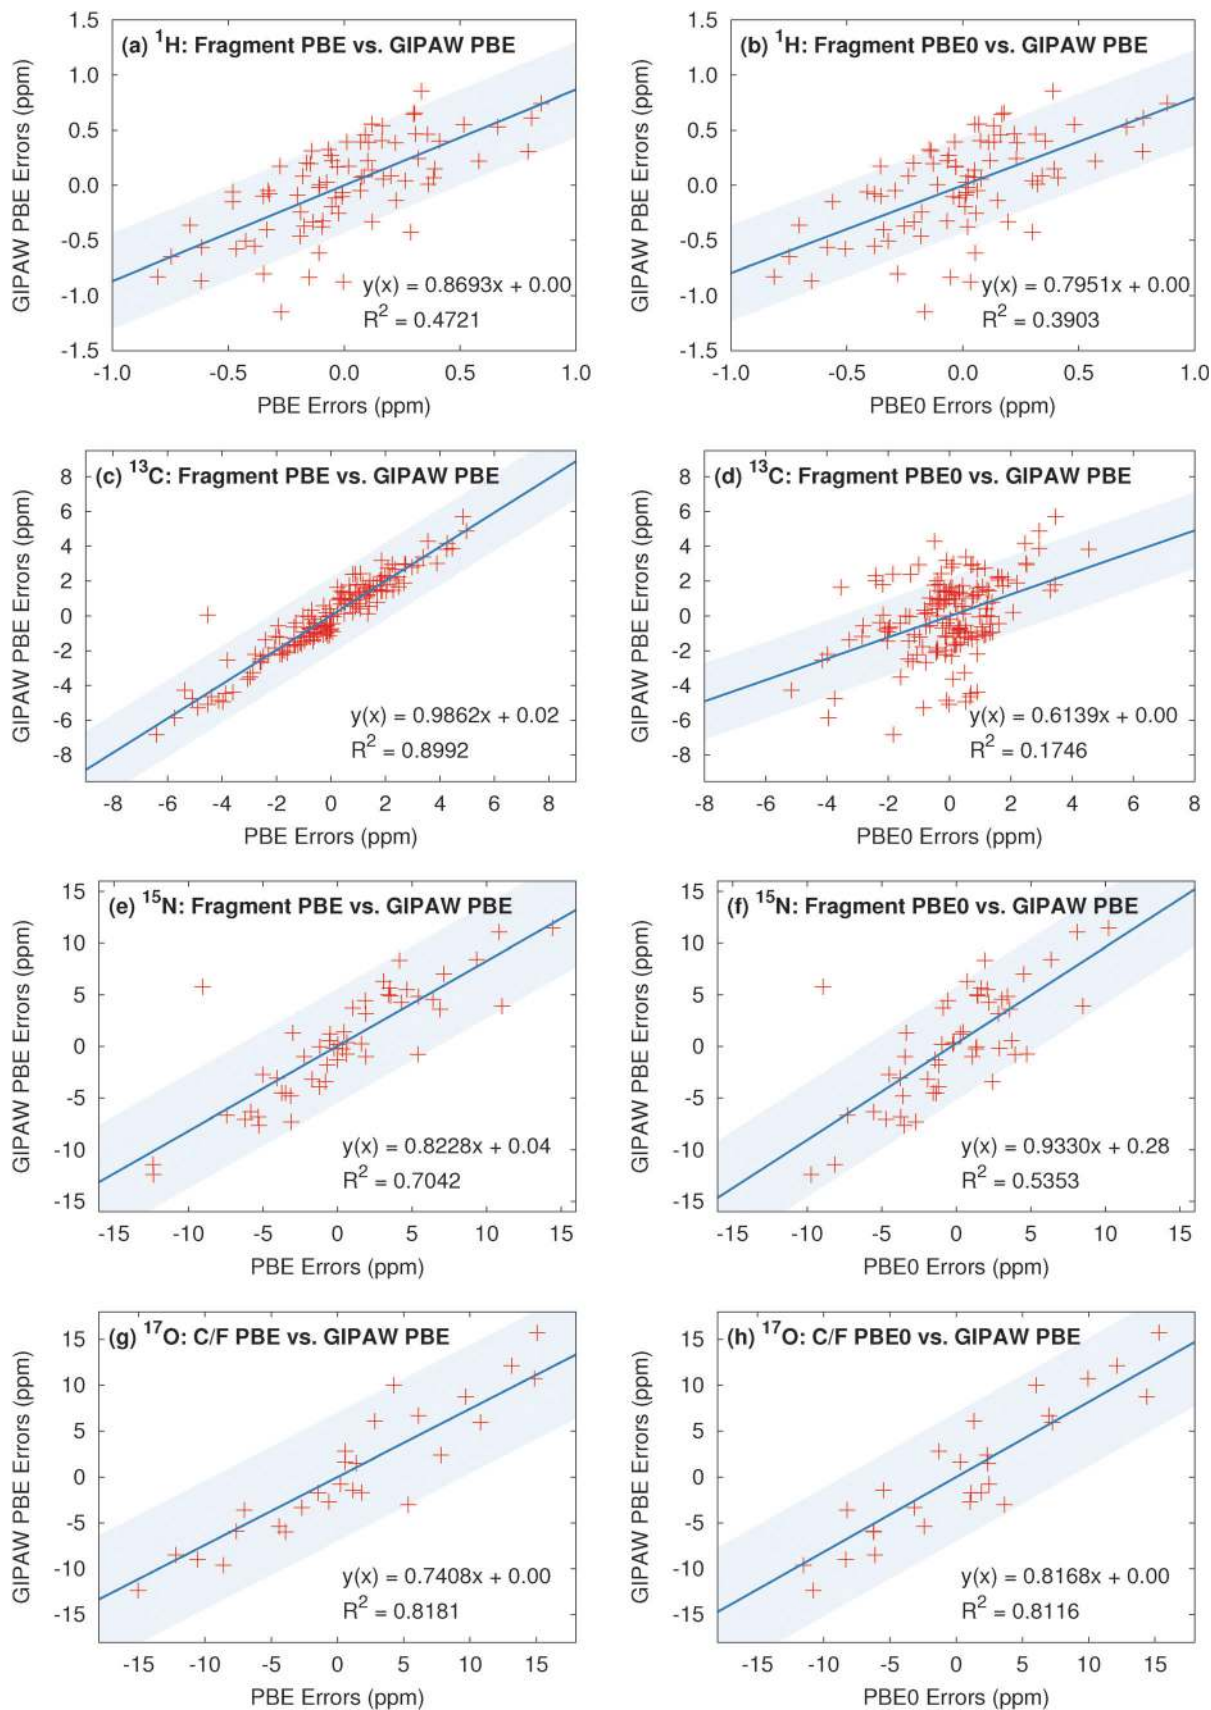 (a) ¹H: Fragment PBE vs. GIPAW PBE
GIPAW PBE Errors (ppm)
1.5
1.0
0.5
0.0
-0.5
-1.0
-1.5
y(x) = 0.8693x + 0.00
R² = 0.4721
-1.0 -0.5 0.0 0.5 1.0
PBE Errors (ppm)
(b) ¹H: Fragment PBE0 vs. GIPAW PBE
GIPAW PBE Errors (ppm)
1.5
1.0
0.5
0.0
-0.5
-1.0
-1.5
y(x) = 0.7951x + 0.00
R² = 0.3903
-1.0 -0.5 0.0 0.5 1.0
PBE0 Errors (ppm)
(c) ¹³C: Fragment PBE vs. GIPAW PBE
GIPAW PBE Errors (ppm)
8
6
4
2
0
-2
-4
-6
-8
y(x) = 0.9862x + 0.02
R² = 0.8992
-8 -6 -4 -2 0 2 4 6 8
PBE Errors (ppm)
(d) ¹³C: Fragment PBE0 vs. GIPAW PBE
GIPAW PBE Errors (ppm)
8
6
4
2
0
-2
-4
-6
-8
y(x) = 0.6139x + 0.00
R² = 0.1746
-8 -6 -4 -2 0 2 4 6 8
PBE0 Errors (ppm)
(e) ¹⁵N: Fragment PBE vs. GIPAW PBE
GIPAW PBE Errors (ppm)
15
10
5
0
-5
-10
-15
y(x) = 0.8228x + 0.04
R² = 0.7042
-15 -10 -5 0 5 10 15
PBE Errors (ppm)
(f) ¹⁵N: Fragment PBE0 vs. GIPAW PBE
GIPAW PBE Errors (ppm)
15
10
5
0
-5
-10
-15
y(x) = 0.9330x + 0.28
R² = 0.5353
-15 -10 -5 0 5 10 15
PBE0 Errors (ppm)
(g) ¹⁷O: C/F PBE vs. GIPAW PBE
GIPAW PBE Errors (ppm)
15
10
5
0
-5
-10
-15
y(x) = 0.7408x + 0.00
R² = 0.8181
-15 -10 -5 0 5 10 15
PBE Errors (ppm)
(h) ¹⁷O: C/F PBE0 vs. GIPAW PBE
GIPAW PBE Errors (ppm)
15
10
5
0
-5
-10
-15
y(x) = 0.8168x + 0.00
R² = 0.8116
-15 -10 -5 0 5 10 15
PBE0 Errors (ppm)